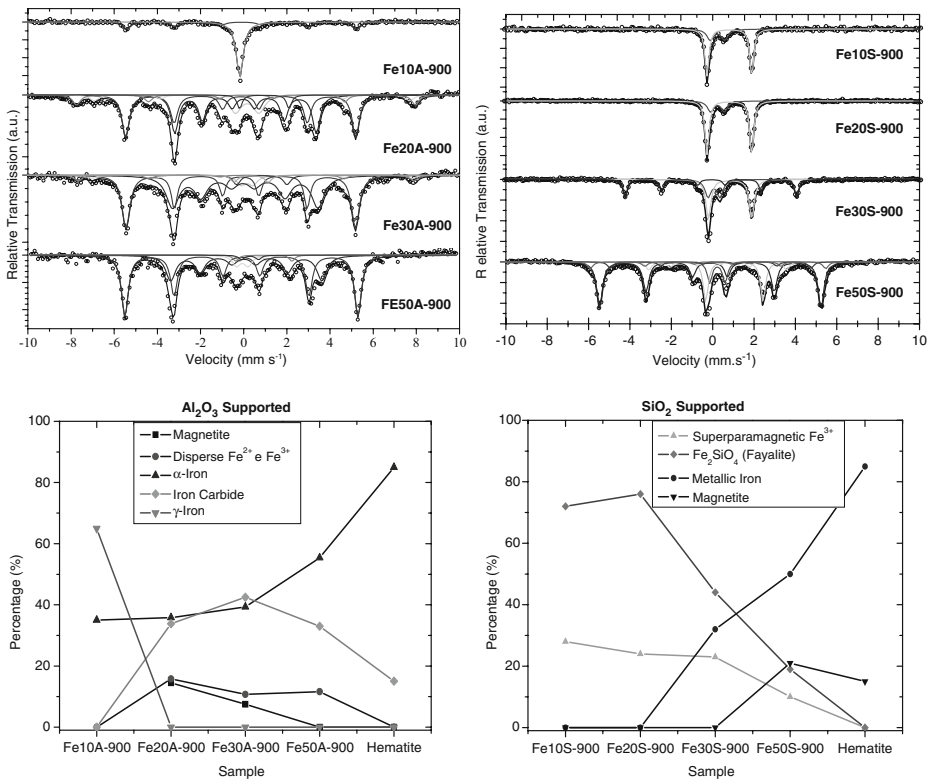 Relative Transmission (a.u.)
Fe10A-900
Fe20A-900
Fe30A-900
FE50A-900
-10 -8 -6 -4 -2 0 2 4 6 8 10
Velocity (mm s⁻¹)
R relative Transmission (a.u.)
Fe10S-900
Fe20S-900
Fe30S-900
Fe50S-900
-10 -8 -6 -4 -2 0 2 4 6 8 10
Velocity (mm.s⁻¹)
Al₂O₃ Supported
Magnetite
Disperse Fe²⁺ e Fe³⁺
α-Iron
Iron Carbide
γ-Iron
Percentage (%)
100
80
60
40
20
0
Fe10A-900 Fe20A-900 Fe30A-900 Fe50A-900 Hematite
Sample
SiO₂ Supported
Superparamagnetic Fe³⁺
Fe₂SiO₄ (Fayalite)
Metallic Iron
Magnetite
Percentage (%)
100
80
60
40
20
0
Fe10S-900 Fe20S-900 Fe30S-900 Fe50S-900 Hematite
Sample